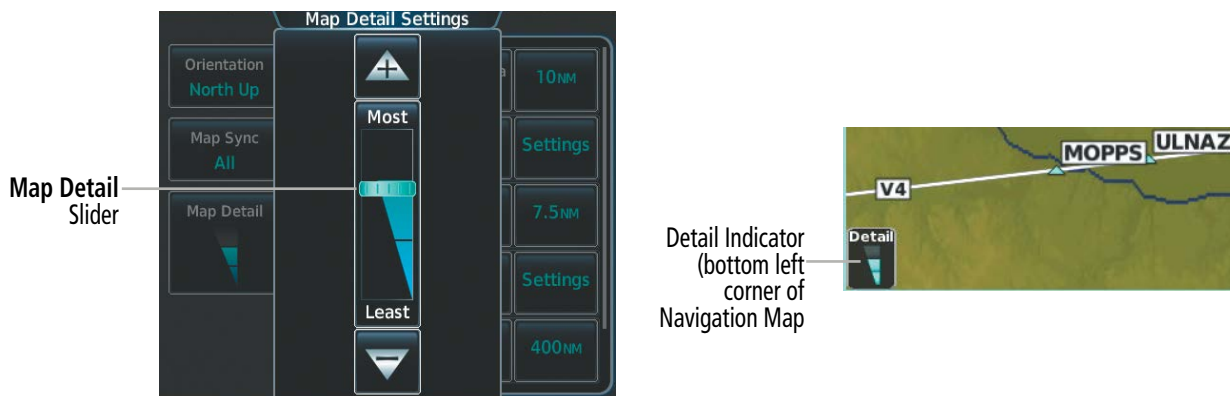 Map Detail Settings
Orientation
North Up
Map Sync
All
Map Detail
Most
Least
a
10NM
Settings
7.5NM
Settings
400NM
Map Detail
Slider
MOPPS
ULNAZ
V4
Detail
Detail Indicator
(bottom left
corner of
Navigation Map